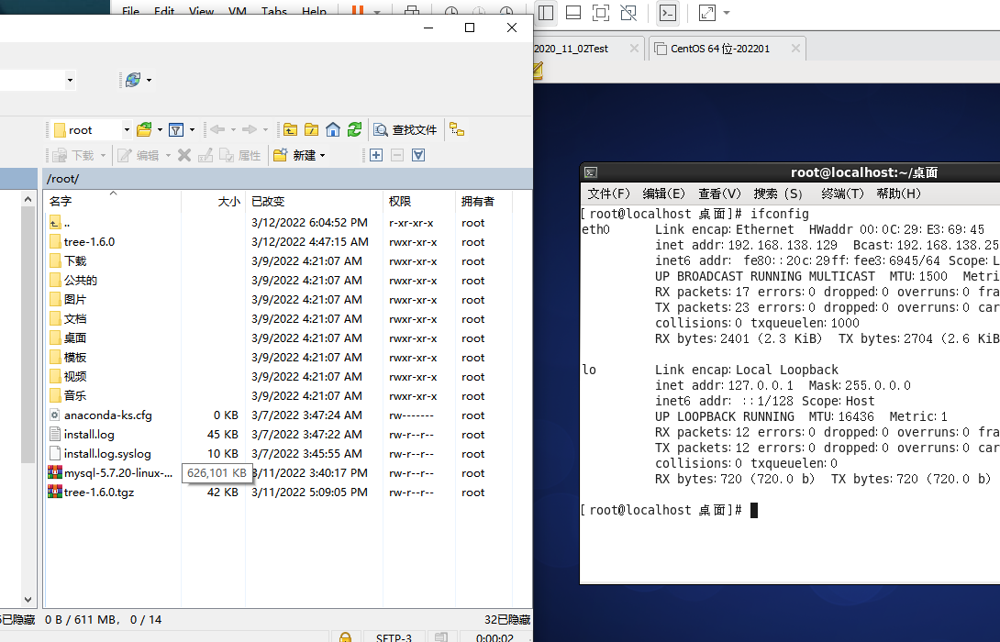 File Edit View VM Tabs Help
2020_11_02Test
CentOS 64 位-202201
root
查找文件
下载 编辑 属性 新建
/root/
名字 大小 已改变 权限 拥有者
.. 3/12/2022 6:04:52 PM r-xr-xr-x root
tree-1.6.0 3/12/2022 4:47:15 AM rwxr-xr-x root
下载 3/9/2022 4:21:07 AM rwxr-xr-x root
公共的 3/9/2022 4:21:07 AM rwxr-xr-x root
图片 3/9/2022 4:21:07 AM rwxr-xr-x root
文档 3/9/2022 4:21:07 AM rwxr-xr-x root
桌面 3/9/2022 4:21:07 AM rwxr-xr-x root
模板 3/9/2022 4:21:07 AM rwxr-xr-x root
视频 3/9/2022 4:21:07 AM rwxr-xr-x root
音乐 3/9/2022 4:21:07 AM rwxr-xr-x root
anaconda-ks.cfg 0 KB 3/7/2022 3:47:24 AM rw------- root
install.log 45 KB 3/7/2022 3:47:22 AM rw-r--r-- root
install.log.syslog 10 KB 3/7/2022 3:45:55 AM rw-r--r-- root
mysql-5.7.20-linux-... 626,101 KB 3/11/2022 3:40:17 PM rw-r--r-- root
tree-1.6.0.tgz 42 KB 3/11/2022 5:09:05 PM rw-r--r-- root
已隐藏 0 B / 611 MB, 0 / 14 32已隐藏
SFTP-3 0:00:02
root@localhost:~/桌面
文件(F) 编辑(E) 查看(V) 搜索 (S) 终端(T) 帮助(H)
[root@localhost 桌面]# ifconfig
eth0 Link encap:Ethernet HWaddr 00:0C:29:E3:69:45
inet addr:192.168.138.129 Bcast:192.168.138.25
inet6 addr: fe80::20c:29ff:fee3:6945/64 Scope:L
UP BROADCAST RUNNING MULTICAST MTU:1500 Metric
RX packets:17 errors:0 dropped:0 overruns:0 fra
TX packets:23 errors:0 dropped:0 overruns:0 car
collisions:0 txqueuelen:1000
RX bytes:2401 (2.3 KiB) TX bytes:2704 (2.6 KiB
lo Link encap:Local Loopback
inet addr:127.0.0.1 Mask:255.0.0.0
inet6 addr: ::1/128 Scope:Host
UP LOOPBACK RUNNING MTU:16436 Metric:1
RX packets:12 errors:0 dropped:0 overruns:0 fra
TX packets:12 errors:0 dropped:0 overruns:0 car
collisions:0 txqueuelen:0
RX bytes:720 (720.0 b) TX bytes:720 (720.0 b)
[root@localhost 桌面]#